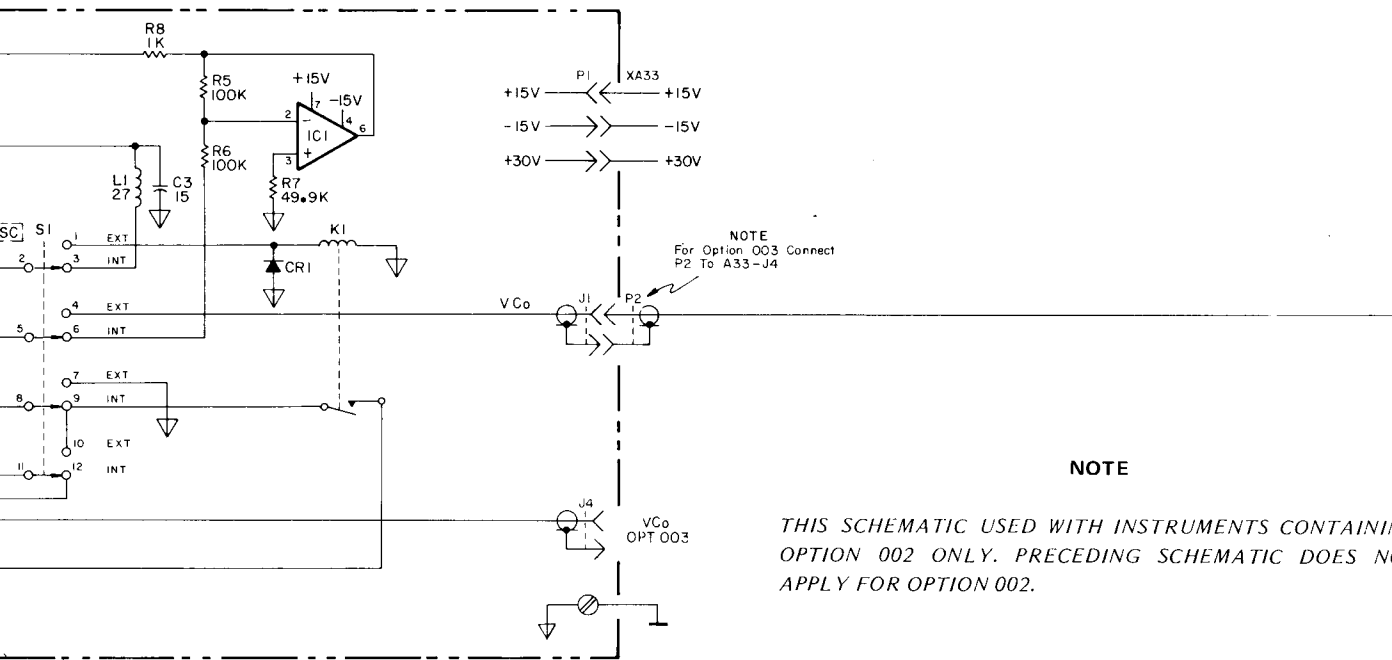 R8
1K
R5
100K
+15V
7
-15V
4
2
-
IC1
6
+
3
R6
100K
R7
49.9K
L1
27
C3
15
P1 XA33
+15V +15V
-15V -15V
+30V +30V
SC S1
1 EXT
2 3 INT
K1
CR1
NOTE
For Option 003 Connect
P2 To A33-J4
4 EXT
VCo J1 P2
5 6 INT
7 EXT
8 9 INT
10 EXT
11 12 INT
J4
VCo
OPT 003
NOTE
THIS SCHEMATIC USED WITH INSTRUMENTS CONTAININ
OPTION 002 ONLY. PRECEDING SCHEMATIC DOES NO
APPLY FOR OPTION 002.